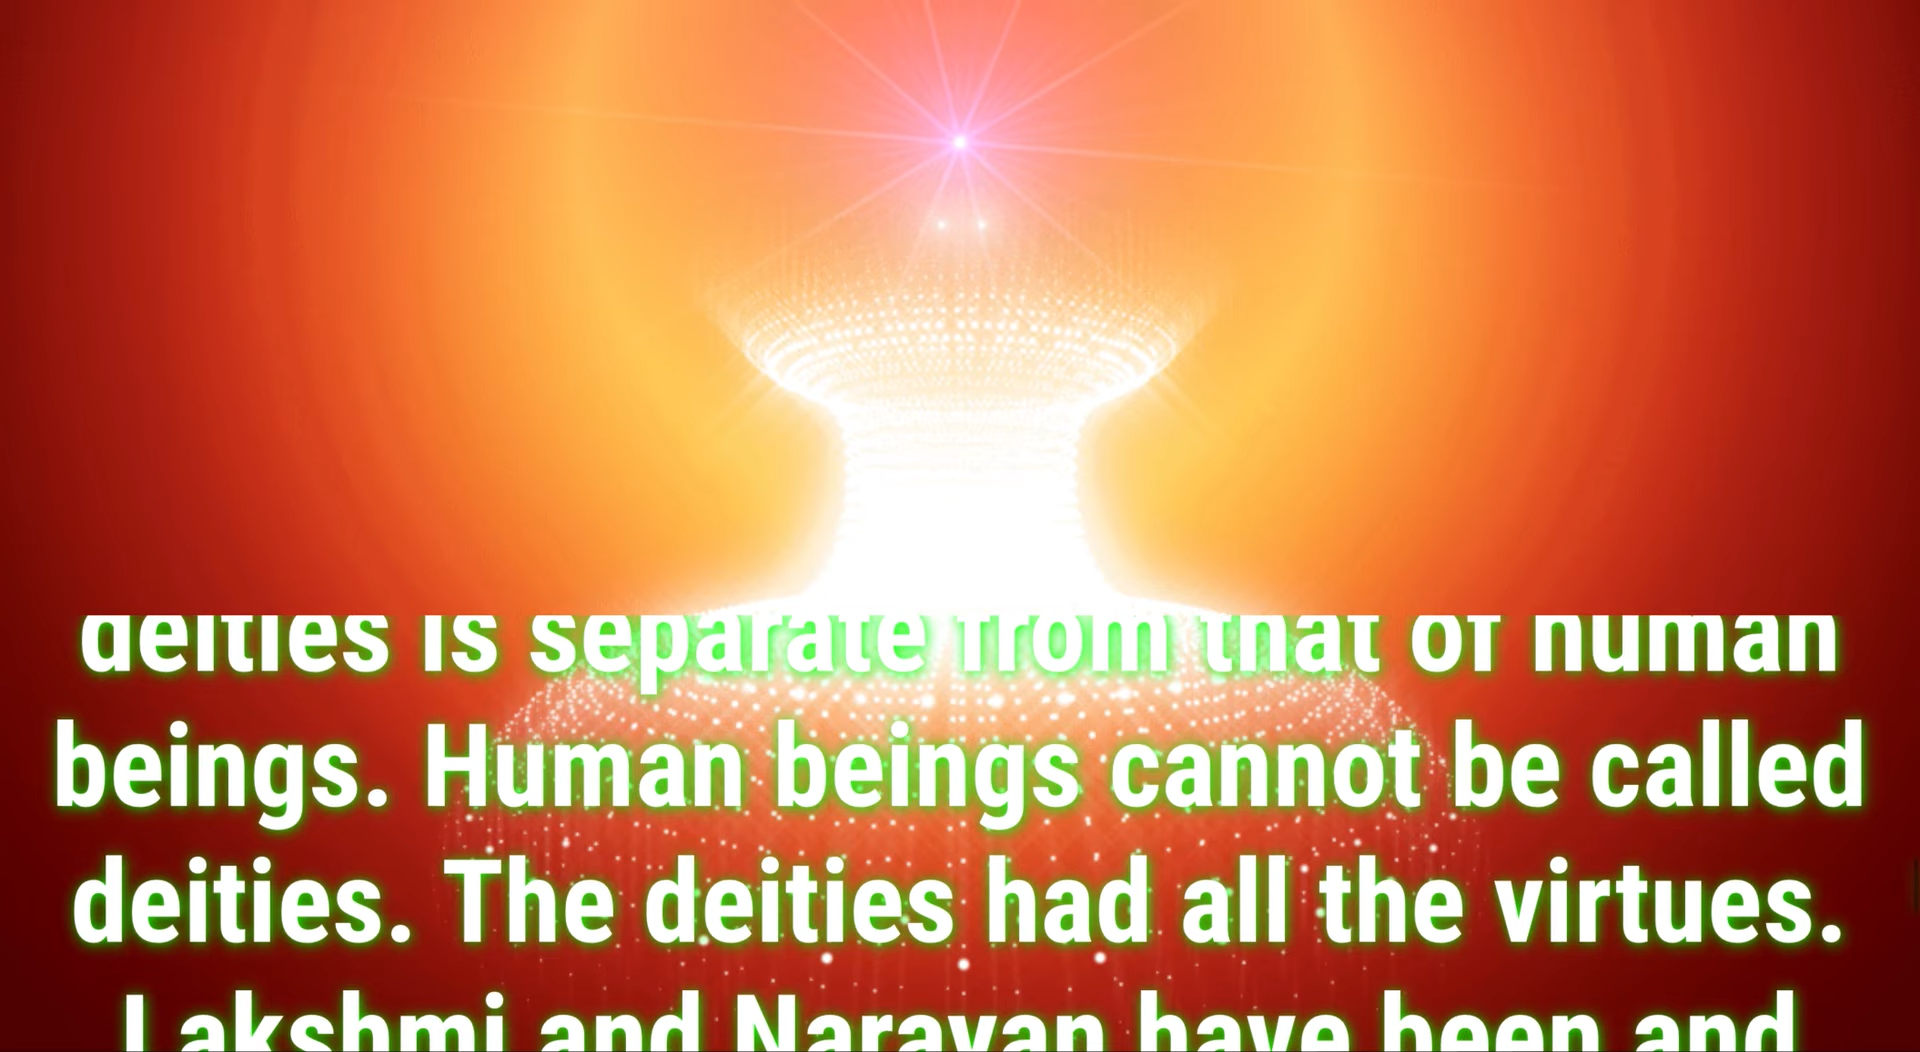 deities is separate from that of human
beings. Human beings cannot be called
deities. The deities had all the virtues.
Lakshmi and Narayan have been and